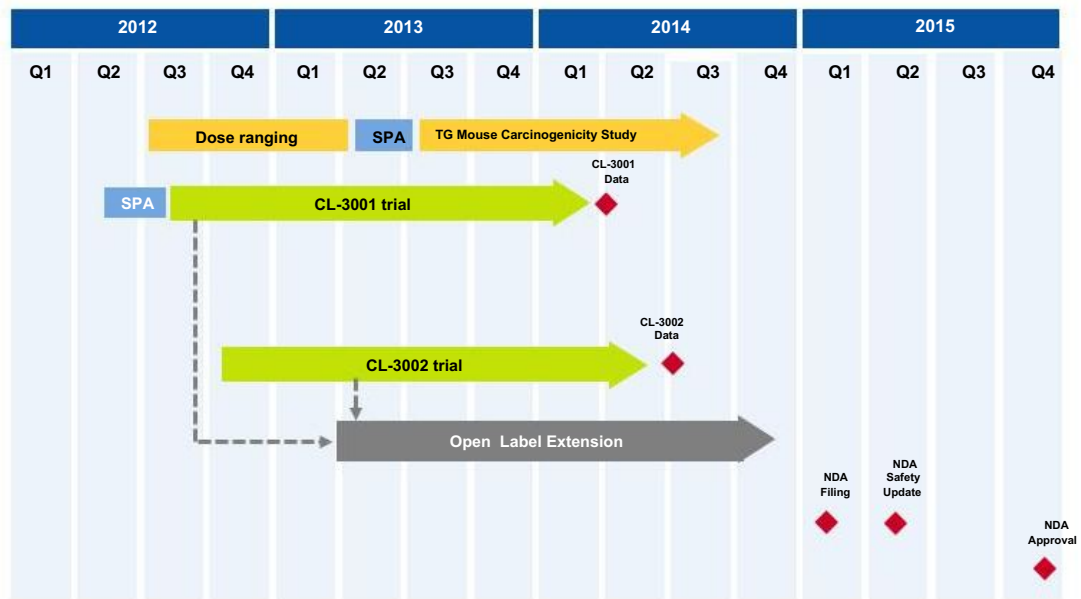 2012 2013 2014 2015
Q1 Q2 Q3 Q4 Q1 Q2 Q3 Q4 Q1 Q2 Q3 Q4 Q1 Q2 Q3 Q4
Dose ranging SPA TG Mouse Carcinogenicity Study
CL-3001
Data
SPA CL-3001 trial
CL-3002
Data
CL-3002 trial
Open Label Extension
NDA
Filing
NDA
Safety
Update
NDA
Approval